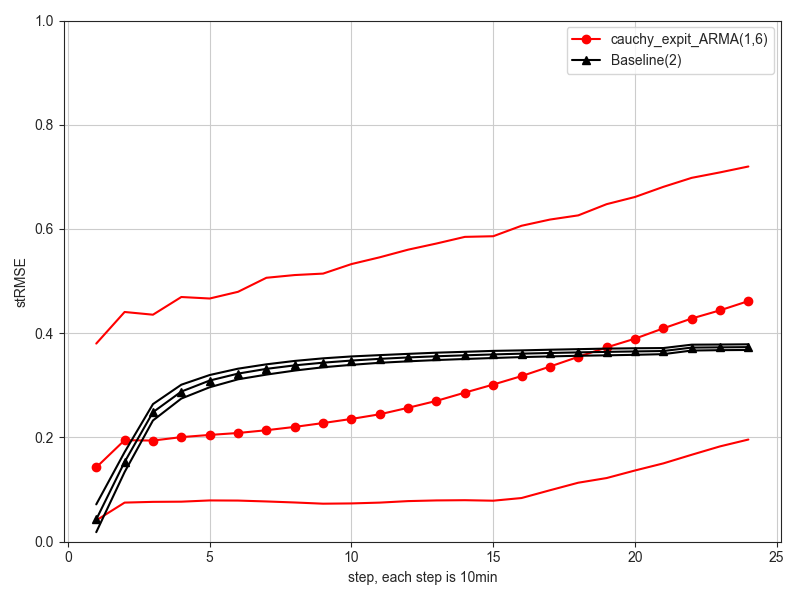 1.0
0.8
0.6
0.4
0.2
0.0
stRMSE
cauchy_expit_ARMA(1,6)
Baseline(2)
0 5 10 15 20 25
step, each step is 10min